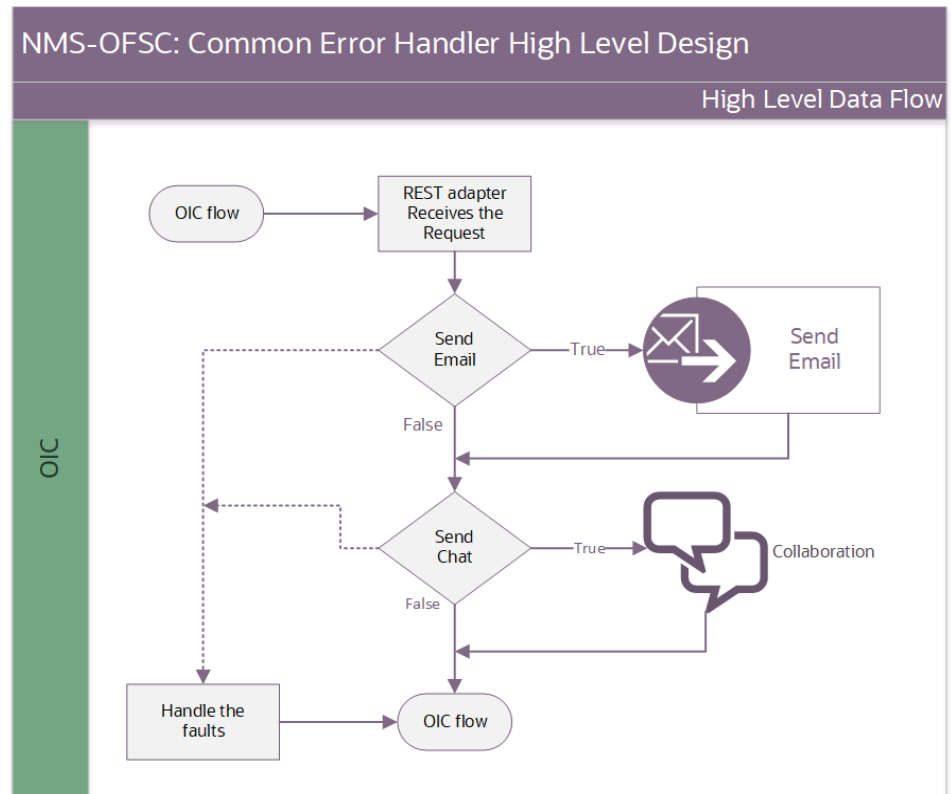 NMS-OFSC: Common Error Handler High Level Design
High Level Data Flow
OIC
OIC flow
REST adapter
Receives the
Request
Send
Email
True
Send
Email
False
Send
Chat
True
Collaboration
False
Handle the
faults
OIC flow